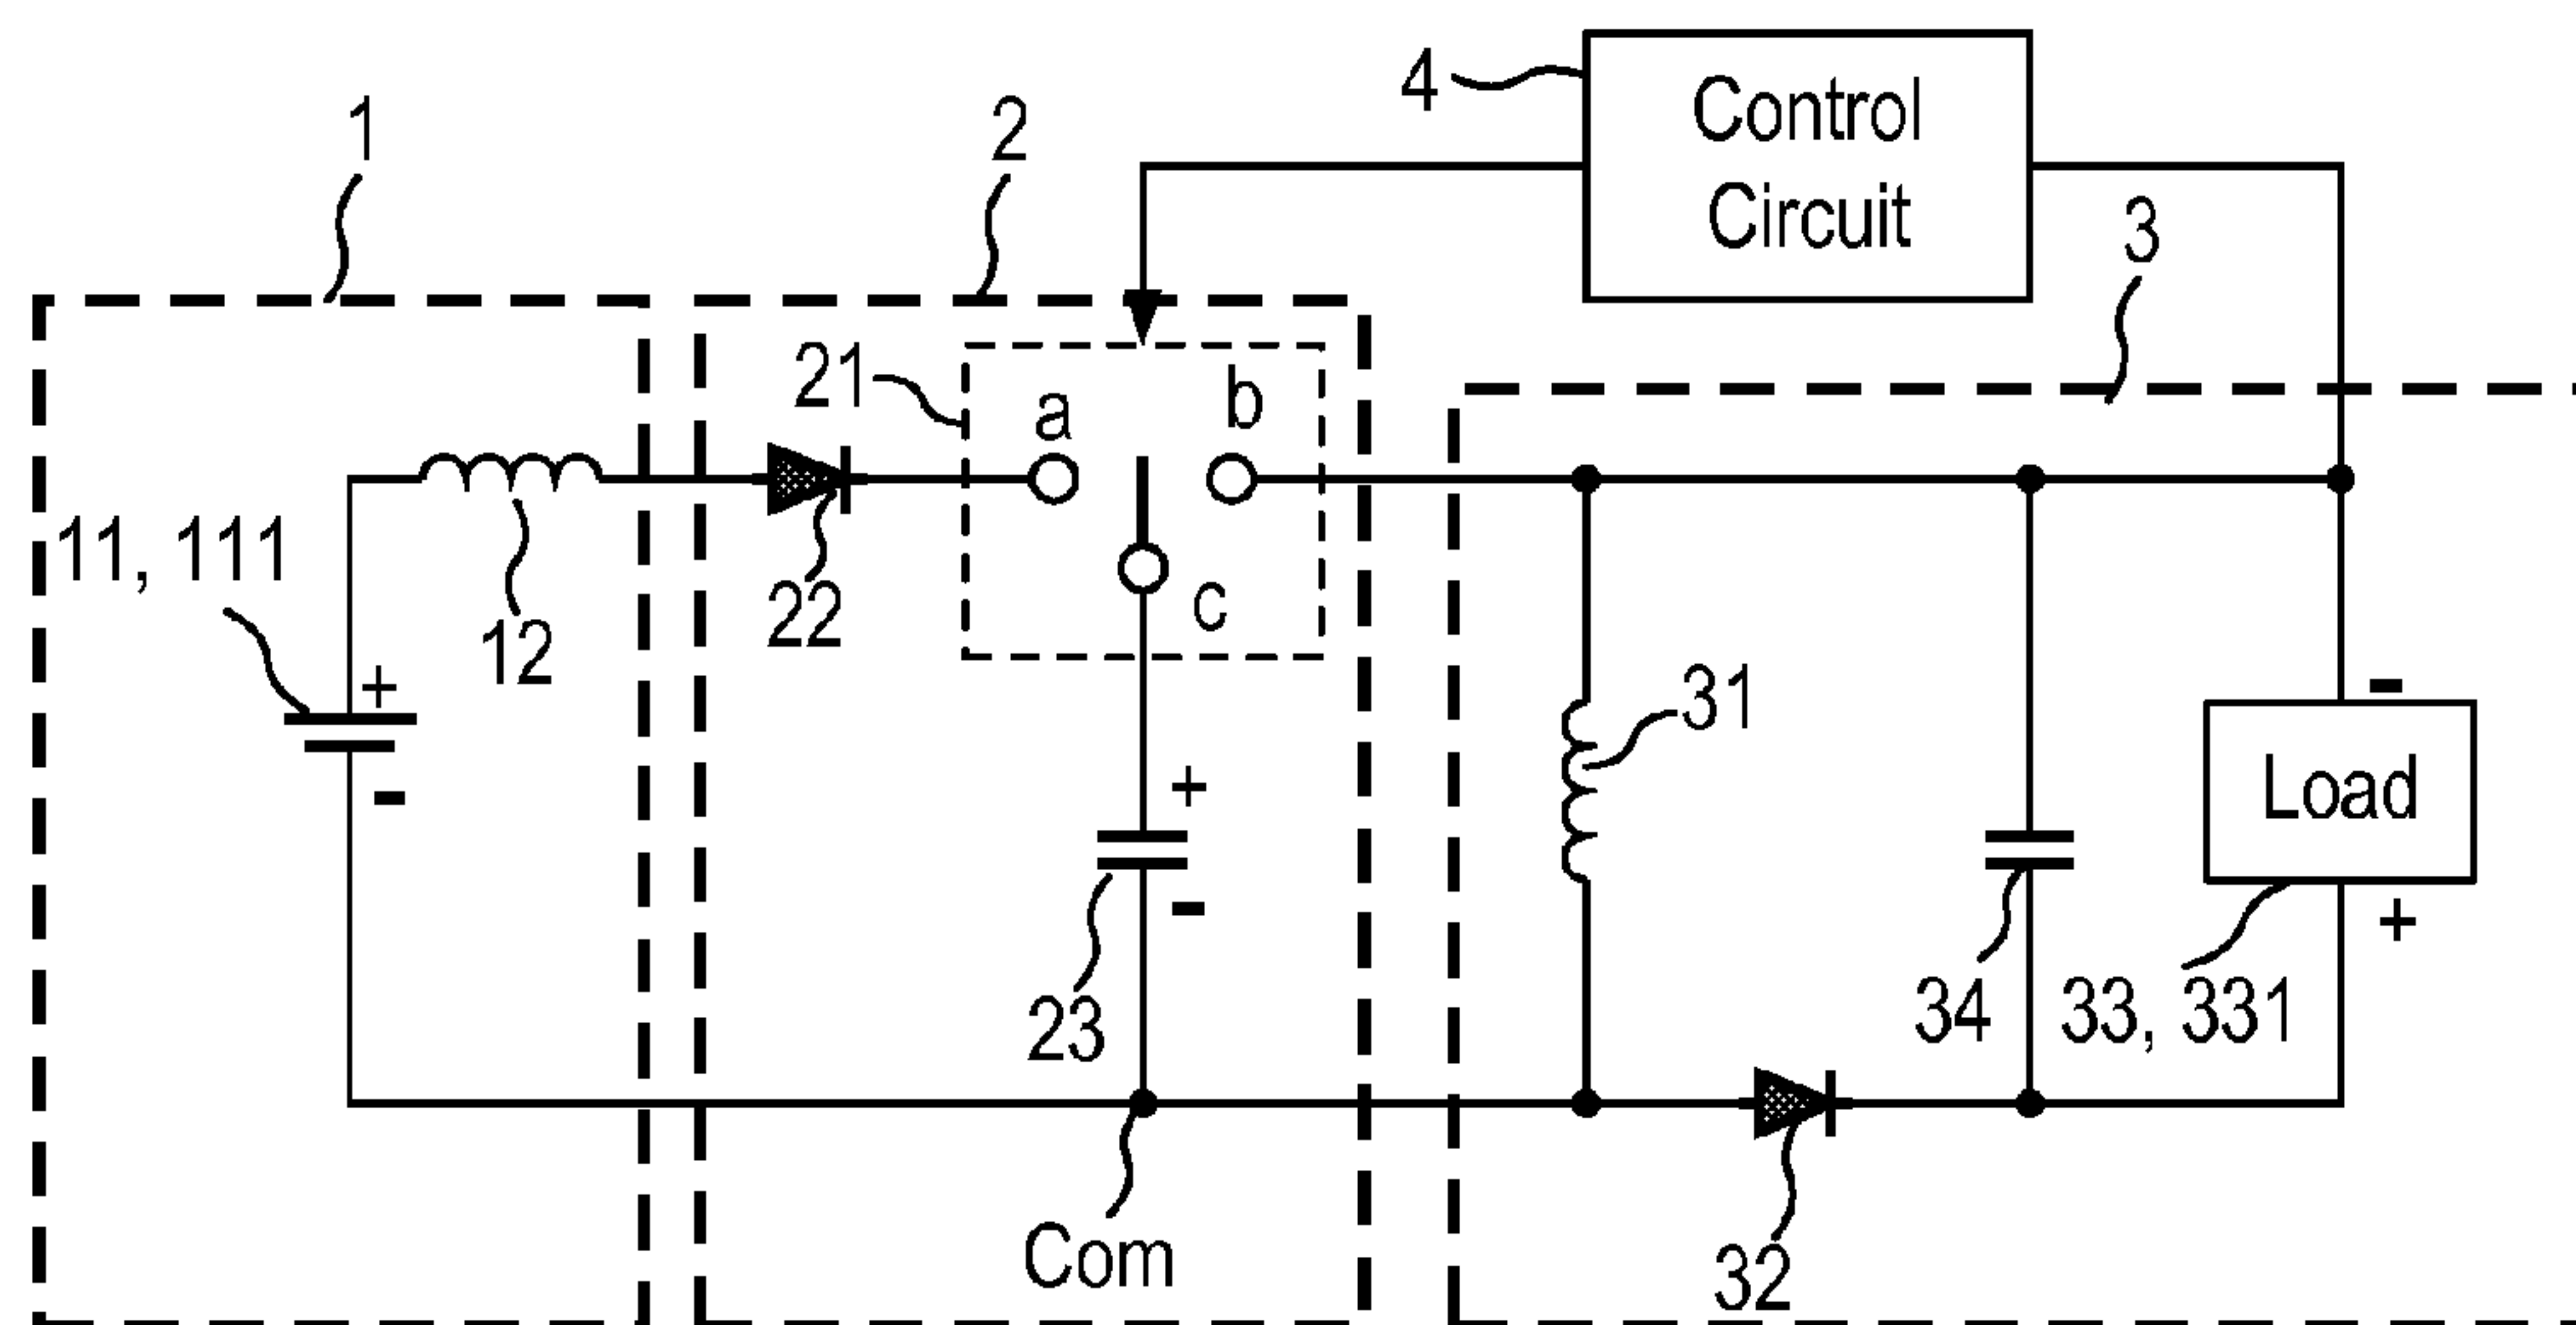 4
Control
Circuit
1
2
3
21
a
b
11, 111
22
c
12
+
31
+
-
-
Load
-
+
23
34
33, 331
Com
32